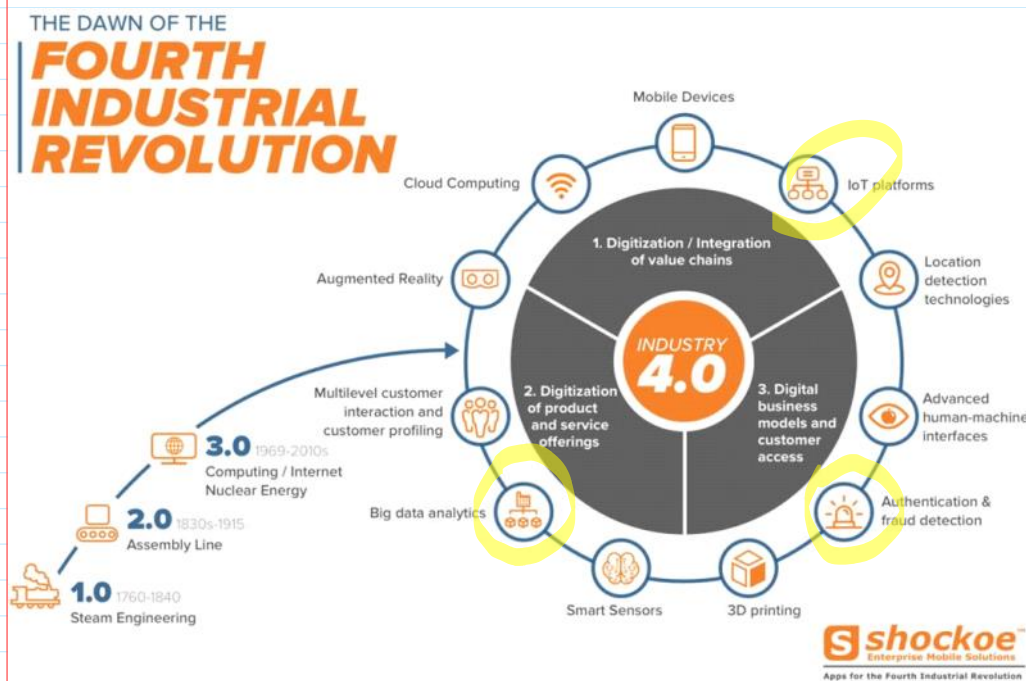 THE DAWN OF THE
FOURTH
INDUSTRIAL
REVOLUTION
Mobile Devices
Cloud Computing
IoT platforms
Augmented Reality
Location
detection
technologies
Multilevel customer
interaction and
customer profiling
Advanced
human-machine
interfaces
Big data analytics
Authentication &
fraud detection
Smart Sensors
3D printing
1. Digitization / Integration
of value chains
INDUSTRY
4.0
2. Digitization
of product
and service
offerings
3. Digital
business
models and
customer
access
3.0 1969-2010s
Computing / Internet
Nuclear Energy
2.0 1830s-1915
Assembly Line
1.0 1760-1840
Steam Engineering
S shockoe™
Enterprise Mobile Solutions
Apps for the Fourth Industrial Revolution